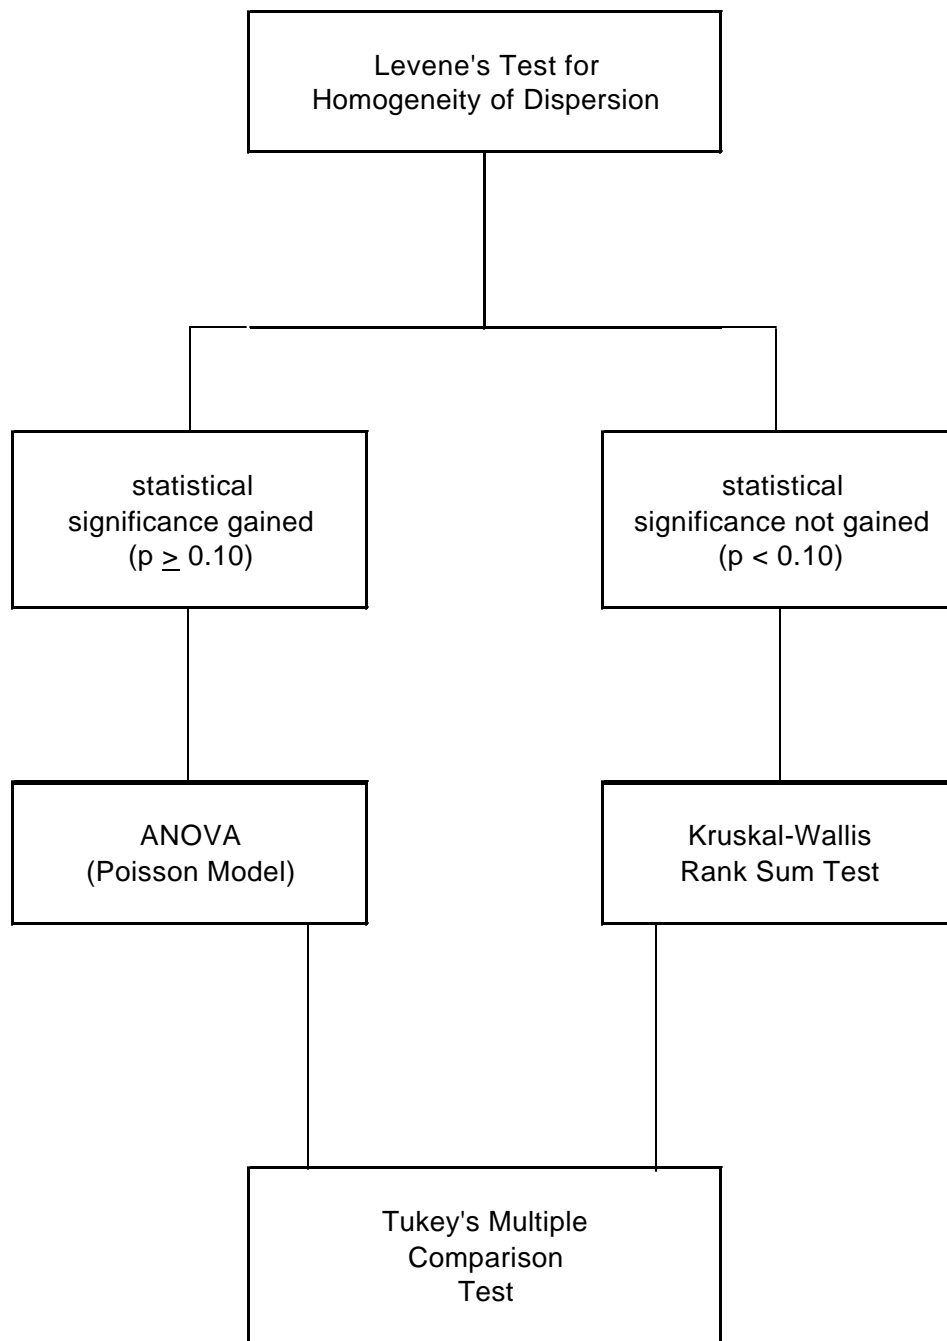 Levene's Test for
Homogeneity of Dispersion
statistical
significance gained
(p ≥ 0.10)
statistical
significance not gained
(p < 0.10)
ANOVA
(Poisson Model)
Kruskal-Wallis
Rank Sum Test
Tukey's Multiple
Comparison
Test